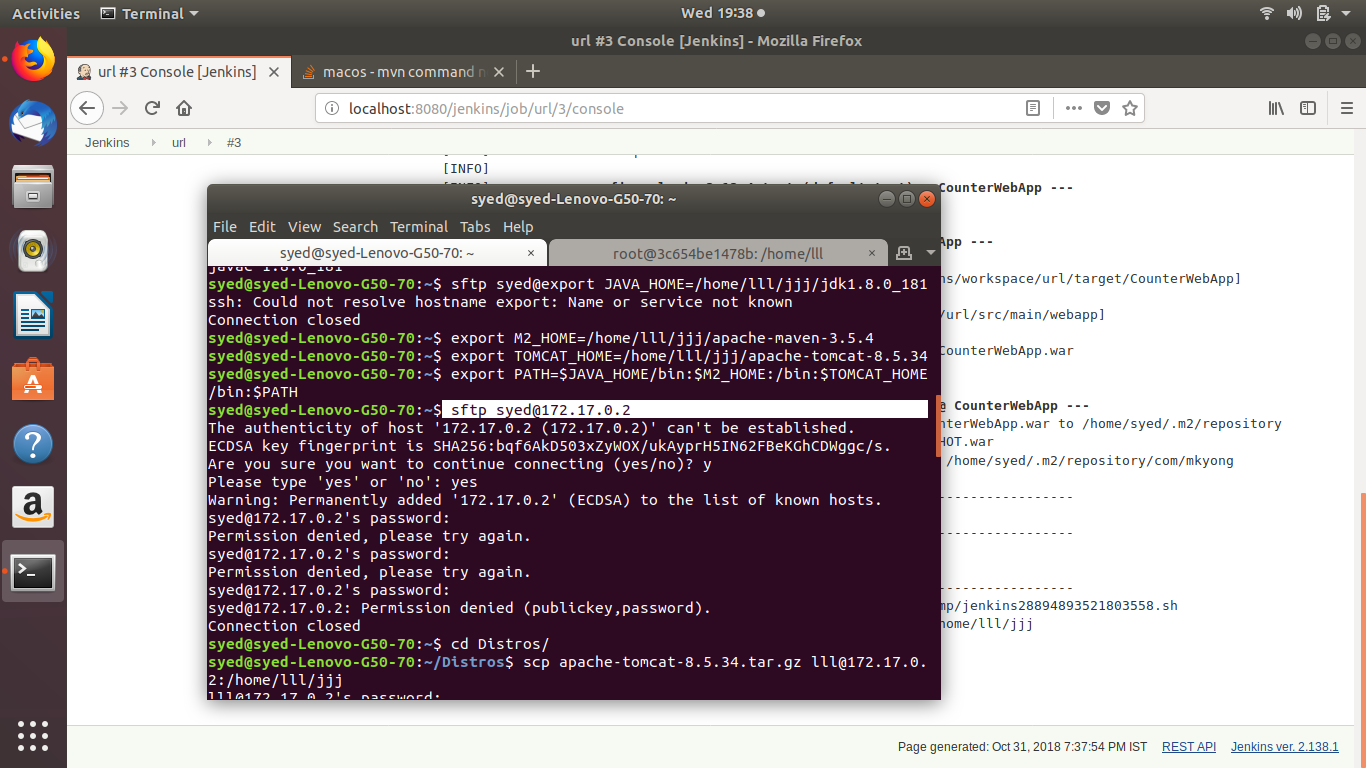 Activities Terminal Wed 19:38
url #3 Console [Jenkins] - Mozilla Firefox
url #3 Console [Jenkins] macos - mvn command n
localhost:8080/jenkins/job/url/3/console
Jenkins url #3
[INFO]
CounterWebApp ---
syed@syed-Lenovo-G50-70: ~
File Edit View Search Terminal Tabs Help
App ---
syed@syed-Lenovo-G50-70: ~ root@3c654be1478b: /home/lll
javac 1.8.0_181
ns/workspace/url/target/CounterWebApp]
syed@syed-Lenovo-G50-70:~$ sftp syed@export JAVA_HOME=/home/lll/jjj/jdk1.8.0_181
ssh: Could not resolve hostname export: Name or service not known
/url/src/main/webapp]
Connection closed
syed@syed-Lenovo-G50-70:~$ export M2_HOME=/home/lll/jjj/apache-maven-3.5.4
syed@syed-Lenovo-G50-70:~$ export TOMCAT_HOME=/home/lll/jjj/apache-tomcat-8.5.34
CounterWebApp.war
syed@syed-Lenovo-G50-70:~$ export PATH=$JAVA_HOME/bin:$M2_HOME:/bin:$TOMCAT_HOME
/bin:$PATH
syed@syed-Lenovo-G50-70:~$ sftp syed@172.17.0.2
@ CounterWebApp ---
The authenticity of host '172.17.0.2 (172.17.0.2)' can't be established.
nterWebApp.war to /home/syed/.m2/repository
ECDSA key fingerprint is SHA256:bqf6AkD503xZyWOX/ukAyprH5IN62FBeKGhCDWggc/s.
HOT.war
Are you sure you want to continue connecting (yes/no)? y
/home/syed/.m2/repository/com/mkyong
Please type 'yes' or 'no': yes
Warning: Permanently added '172.17.0.2' (ECDSA) to the list of known hosts.
-----------------
syed@172.17.0.2's password:
Permission denied, please try again.
-----------------
syed@172.17.0.2's password:
Permission denied, please try again.
syed@172.17.0.2's password:
-----------------
syed@172.17.0.2: Permission denied (publickey,password).
mp/jenkins28894893521803558.sh
Connection closed
home/lll/jjj
syed@syed-Lenovo-G50-70:~$ cd Distros/
syed@syed-Lenovo-G50-70:~/Distros$ scp apache-tomcat-8.5.34.tar.gz lll@172.17.0.
2:/home/lll/jjj
lll@172.17.0.2's password:
Page generated: Oct 31, 2018 7:37:54 PM IST REST API Jenkins ver. 2.138.1